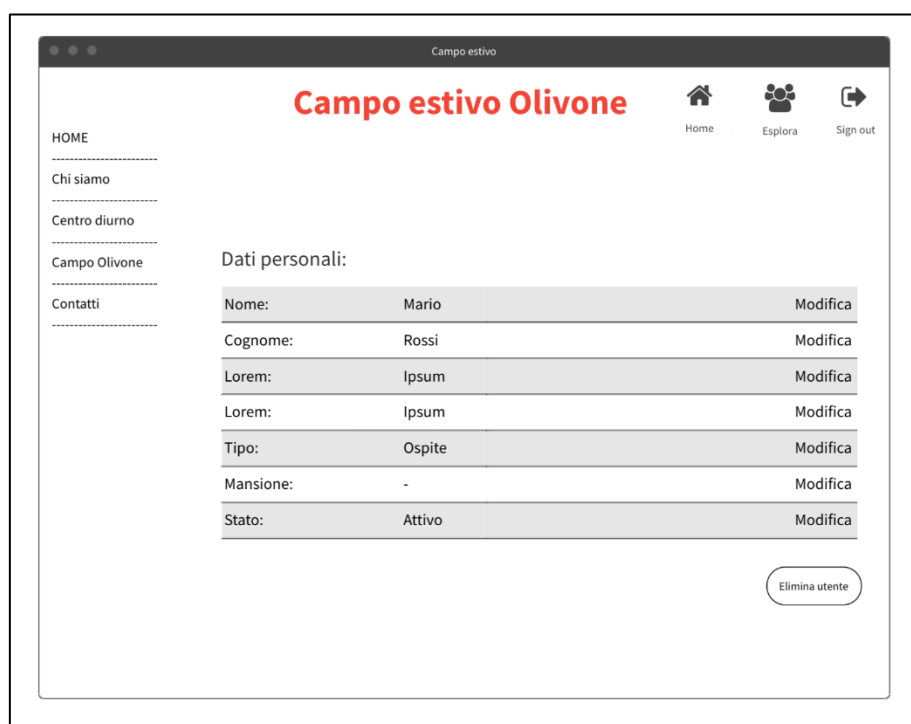 Campo estivo
Campo estivo Olivone
Home
Esplora
Sign out
HOME
------------------------
Chi siamo
------------------------
Centro diurno
------------------------
Campo Olivone
------------------------
Contatti
------------------------
Dati personali:
Nome: Mario Modifica
Cognome: Rossi Modifica
Lorem: Ipsum Modifica
Lorem: Ipsum Modifica
Tipo: Ospite Modifica
Mansione: - Modifica
Stato: Attivo Modifica
Elimina utente